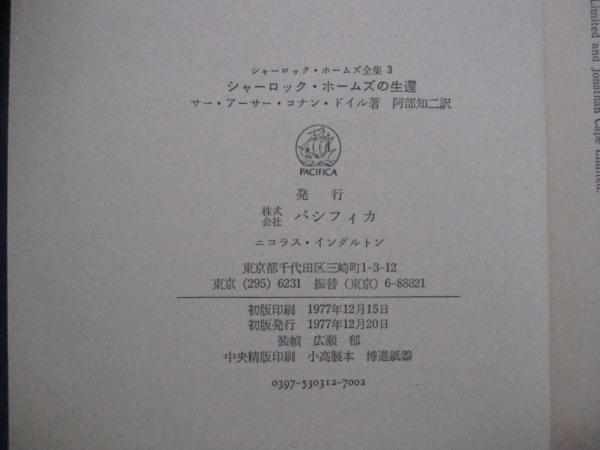 シャーロック・ホームズ全集 3
シャーロック・ホームズの生還
サー・アーサー・コナン・ドイル著　阿部知二訳
PACIFICA
発　行
株式会社 パシフィカ
ニコラス・イングルトン
東京都千代田区三崎町1-3-12
東京 (295) 6231　振替 (東京) 6-88821
初版印刷　1977年12月15日
初版発行　1977年12月20日
装幀　広瀬　郁
中央精版印刷　小高製本　博進紙器
0397-530312-7002
Limited and Jonathan Cape Limited.